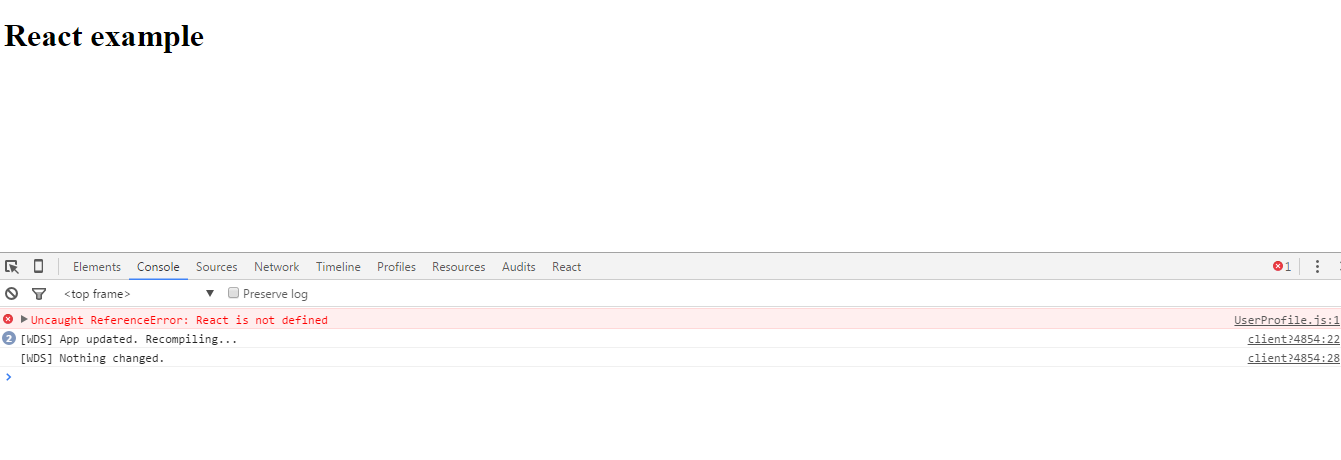 React example
Elements Console Sources Network Timeline Profiles Resources Audits React 1
<top frame> Preserve log
Uncaught ReferenceError: React is not defined UserProfile.js:1
2 [WDS] App updated. Recompiling... client?4854:22
[WDS] Nothing changed. client?4854:28